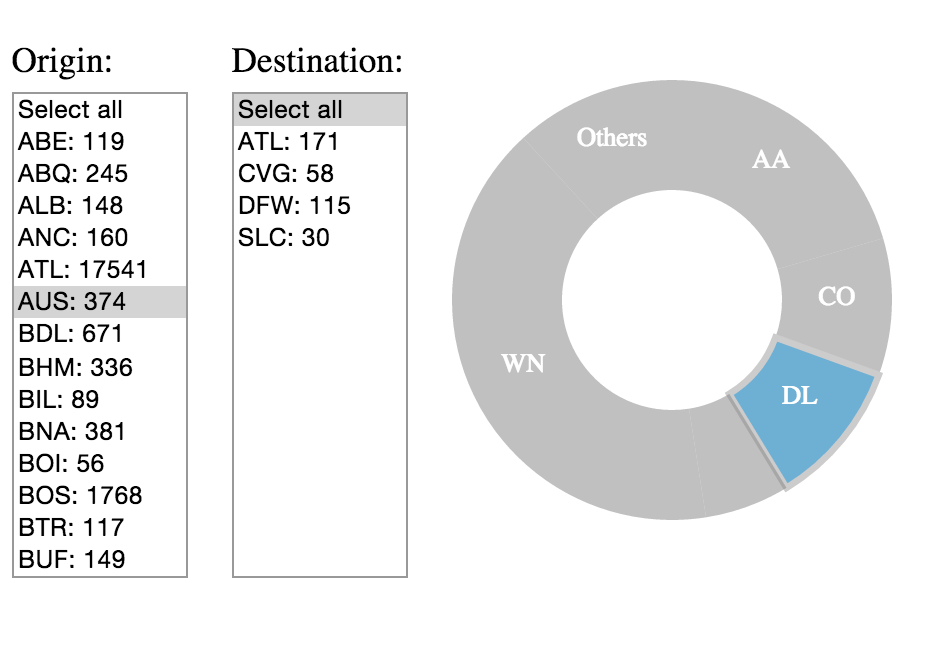 Origin:
Select all
ABE: 119
ABQ: 245
ALB: 148
ANC: 160
ATL: 17541
AUS: 374
BDL: 671
BHM: 336
BIL: 89
BNA: 381
BOI: 56
BOS: 1768
BTR: 117
BUF: 149
Destination:
Select all
ATL: 171
CVG: 58
DFW: 115
SLC: 30
Others
AA
CO
WN
DL